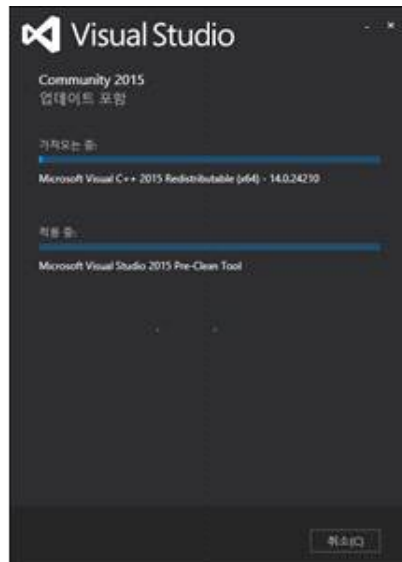 Visual Studio
Community 2015
업데이트 포함
가져오는 중:
Microsoft Visual C++ 2015 Redistributable (x64) - 14.0.24210
적용 중:
Microsoft Visual Studio 2015 Pre-Clean Tool
취소(C)